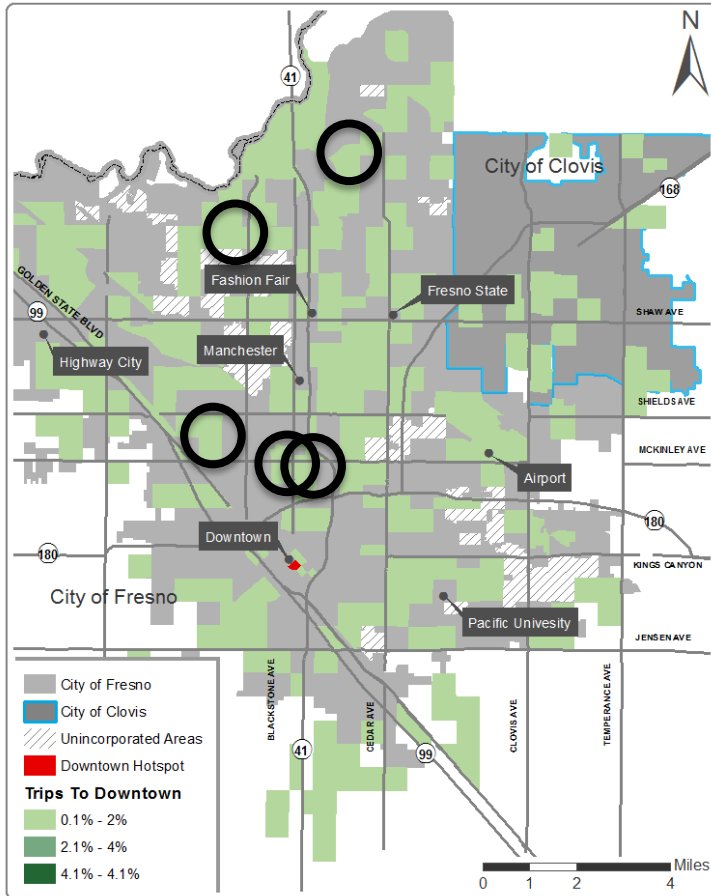 N
41
City of Clovis
168
Fashion Fair
Fresno State
GOLDEN STATE BLVD
99
SHAW AVE
Highway City
Manchester
SHIELDS AVE
MCKINLEY AVE
Airport
180
Downtown
180
KINGS CANYON
City of Fresno
Pacific Univesity
JENSEN AVE
BLACKSTONE AVE
CEDAR AVE
CLOVIS AVE
TEMPERANCE AVE
41
99
City of Fresno
City of Clovis
Unincorporated Areas
Downtown Hotspot
Trips To Downtown
0.1% - 2%
2.1% - 4%
4.1% - 4.1%
Miles
0 1 2 4